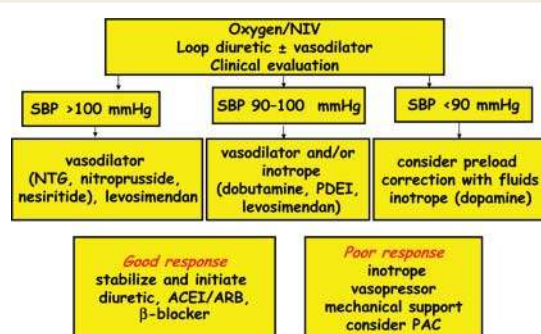 Oxygen/NIV
Loop diuretic ± vasodilator
Clinical evaluation
SBP >100 mmHg
SBP 90–100 mmHg
SBP <90 mmHg
vasodilator
(NTG, nitroprusside,
nesiritide), levosimendan
vasodilator and/or
inotrope
(dobutamine, PDEI,
levosimendan)
consider preload
correction with fluids
inotrope (dopamine)
Good response
stabilize and initiate
diuretic, ACEI/ARB,
β-blocker
Poor response
inotrope
vasopressor
mechanical support
consider PAC